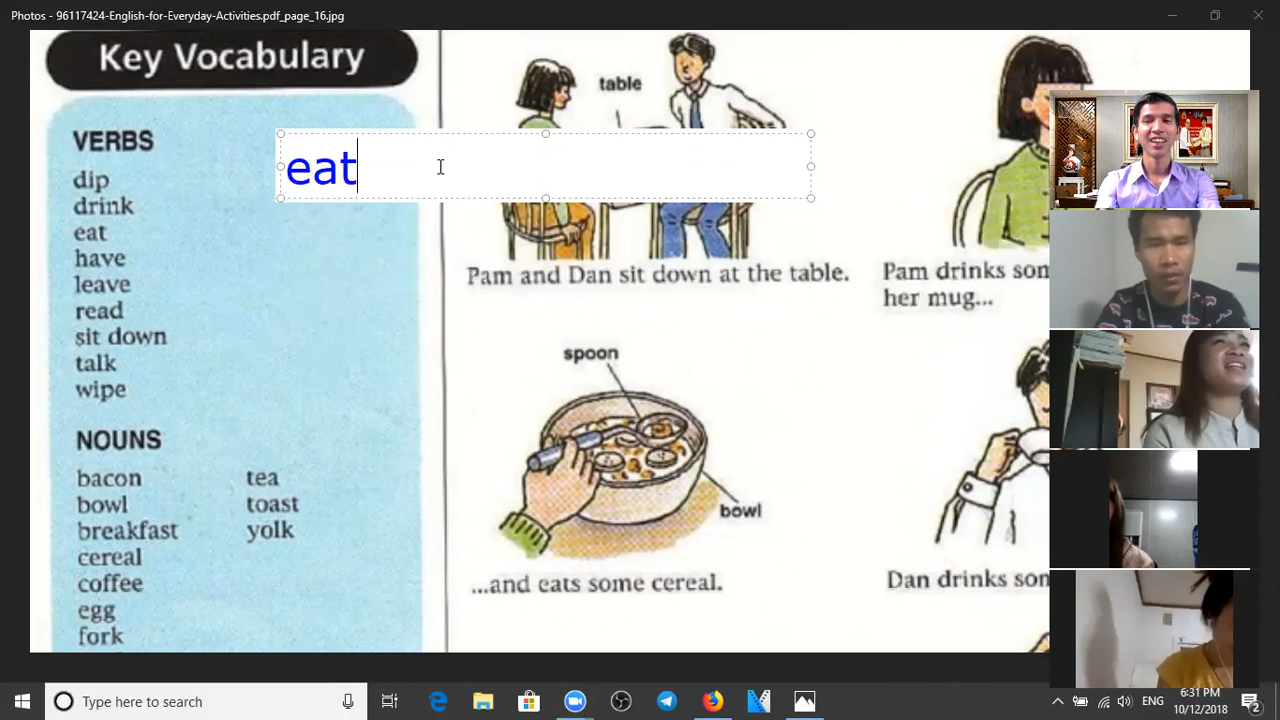 Photos - 96117424-English-for-Everyday-Activities.pdf_page_16.jpg
Key Vocabulary
VERBS
dip
drink
eat
have
leave
read
sit down
talk
wipe
NOUNS
bacon
bowl
breakfast
cereal
coffee
egg
fork
tea
toast
yolk
table
eat
Pam and Dan sit down at the table.
Pam drinks som
her mug...
spoon
bowl
...and eats some cereal.
Dan drinks som
Type here to search
ENG
6:31 PM
10/12/2018
2